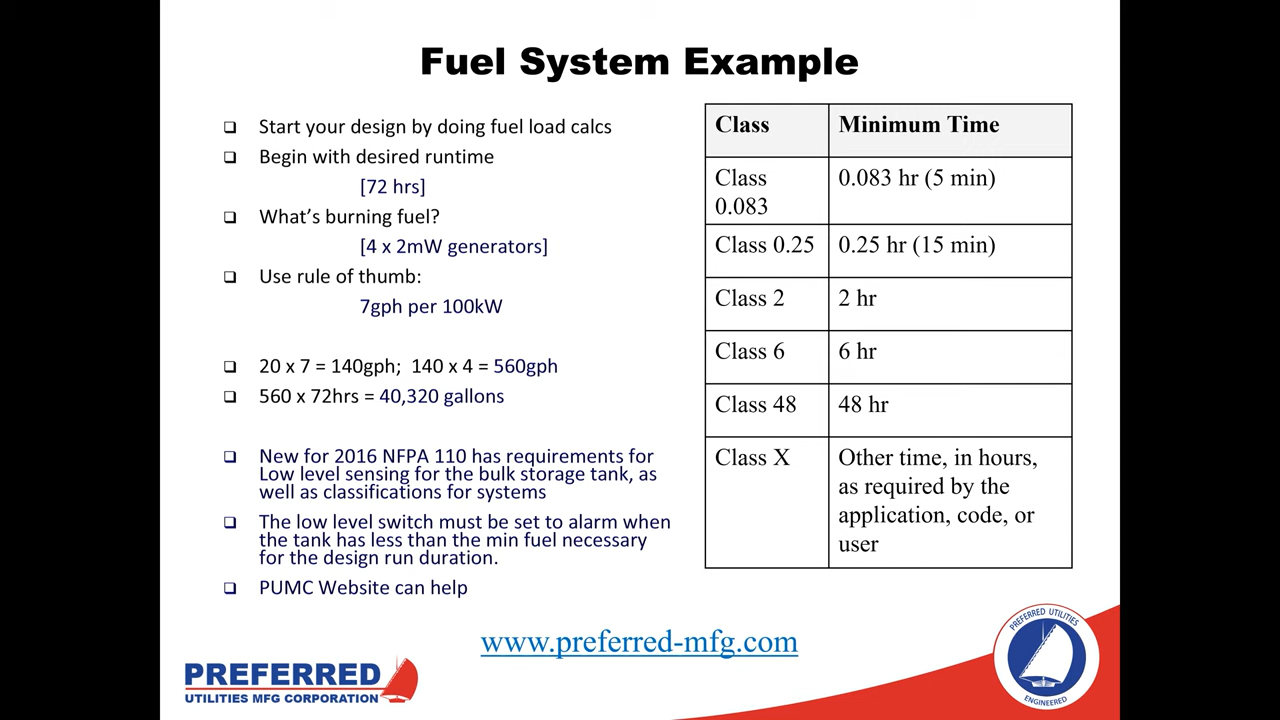 Fuel System Example
❑ Start your design by doing fuel load calcs
❑ Begin with desired runtime
[72 hrs]
❑ What's burning fuel?
[4 x 2mW generators]
❑ Use rule of thumb:
7gph per 100kW
❑ 20 x 7 = 140gph; 140 x 4 = 560gph
❑ 560 x 72hrs = 40,320 gallons
❑ New for 2016 NFPA 110 has requirements for
Low level sensing for the bulk storage tank, as
well as classifications for systems
❑ The low level switch must be set to alarm when
the tank has less than the min fuel necessary
for the design run duration.
❑ PUMC Website can help
Class Minimum Time
Class
0.083
0.083 hr (5 min)
Class 0.25 0.25 hr (15 min)
Class 2 2 hr
Class 6 6 hr
Class 48 48 hr
Class X Other time, in hours,
as required by the
application, code, or
user
www.preferred-mfg.com
PREFERRED
UTILITIES MFG CORPORATION
PREFERRED UTILITIES
ENGINEERED